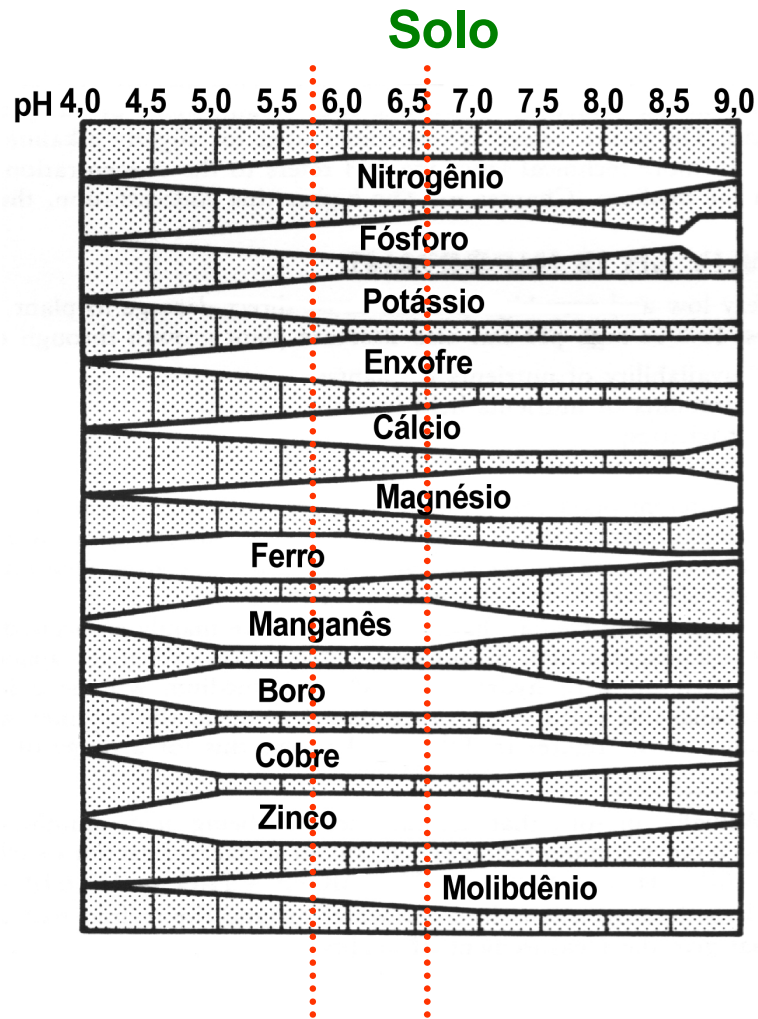 Solo
pH 4,0 4,5 5,0 5,5 6,0 6,5 7,0 7,5 8,0 8,5 9,0
Nitrogênio
Fósforo
Potássio
Enxofre
Cálcio
Magnésio
Ferro
Manganês
Boro
Cobre
Zinco
Molibdênio